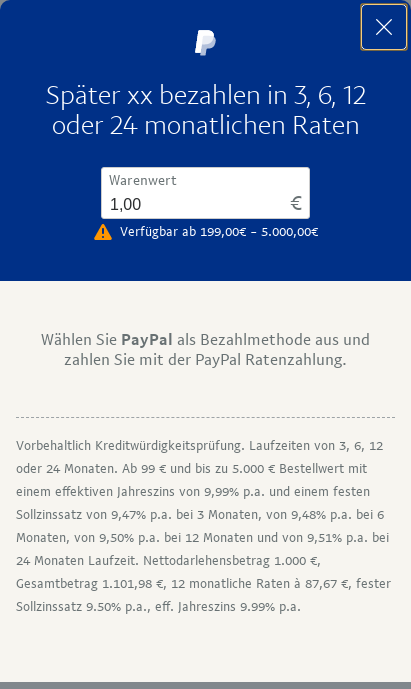 Später xx bezahlen in 3, 6, 12
oder 24 monatlichen Raten
Warenwert
1,00 €
Verfügbar ab 199,00€ – 5.000,00€
Wählen Sie PayPal als Bezahlmethode aus und
zahlen Sie mit der PayPal Ratenzahlung.
Vorbehaltlich Kreditwürdigkeitsprüfung. Laufzeiten von 3, 6, 12
oder 24 Monaten. Ab 99 € und bis zu 5.000 € Bestellwert mit
einem effektiven Jahreszins von 9,99% p.a. und einem festen
Sollzinssatz von 9,47% p.a. bei 3 Monaten, von 9,48% p.a. bei 6
Monaten, von 9,50% p.a. bei 12 Monaten und von 9,51% p.a. bei
24 Monaten Laufzeit. Nettodarlehensbetrag 1.000 €,
Gesamtbetrag 1.101,98 €, 12 monatliche Raten à 87,67 €, fester
Sollzinssatz 9.50% p.a., eff. Jahreszins 9.99% p.a.